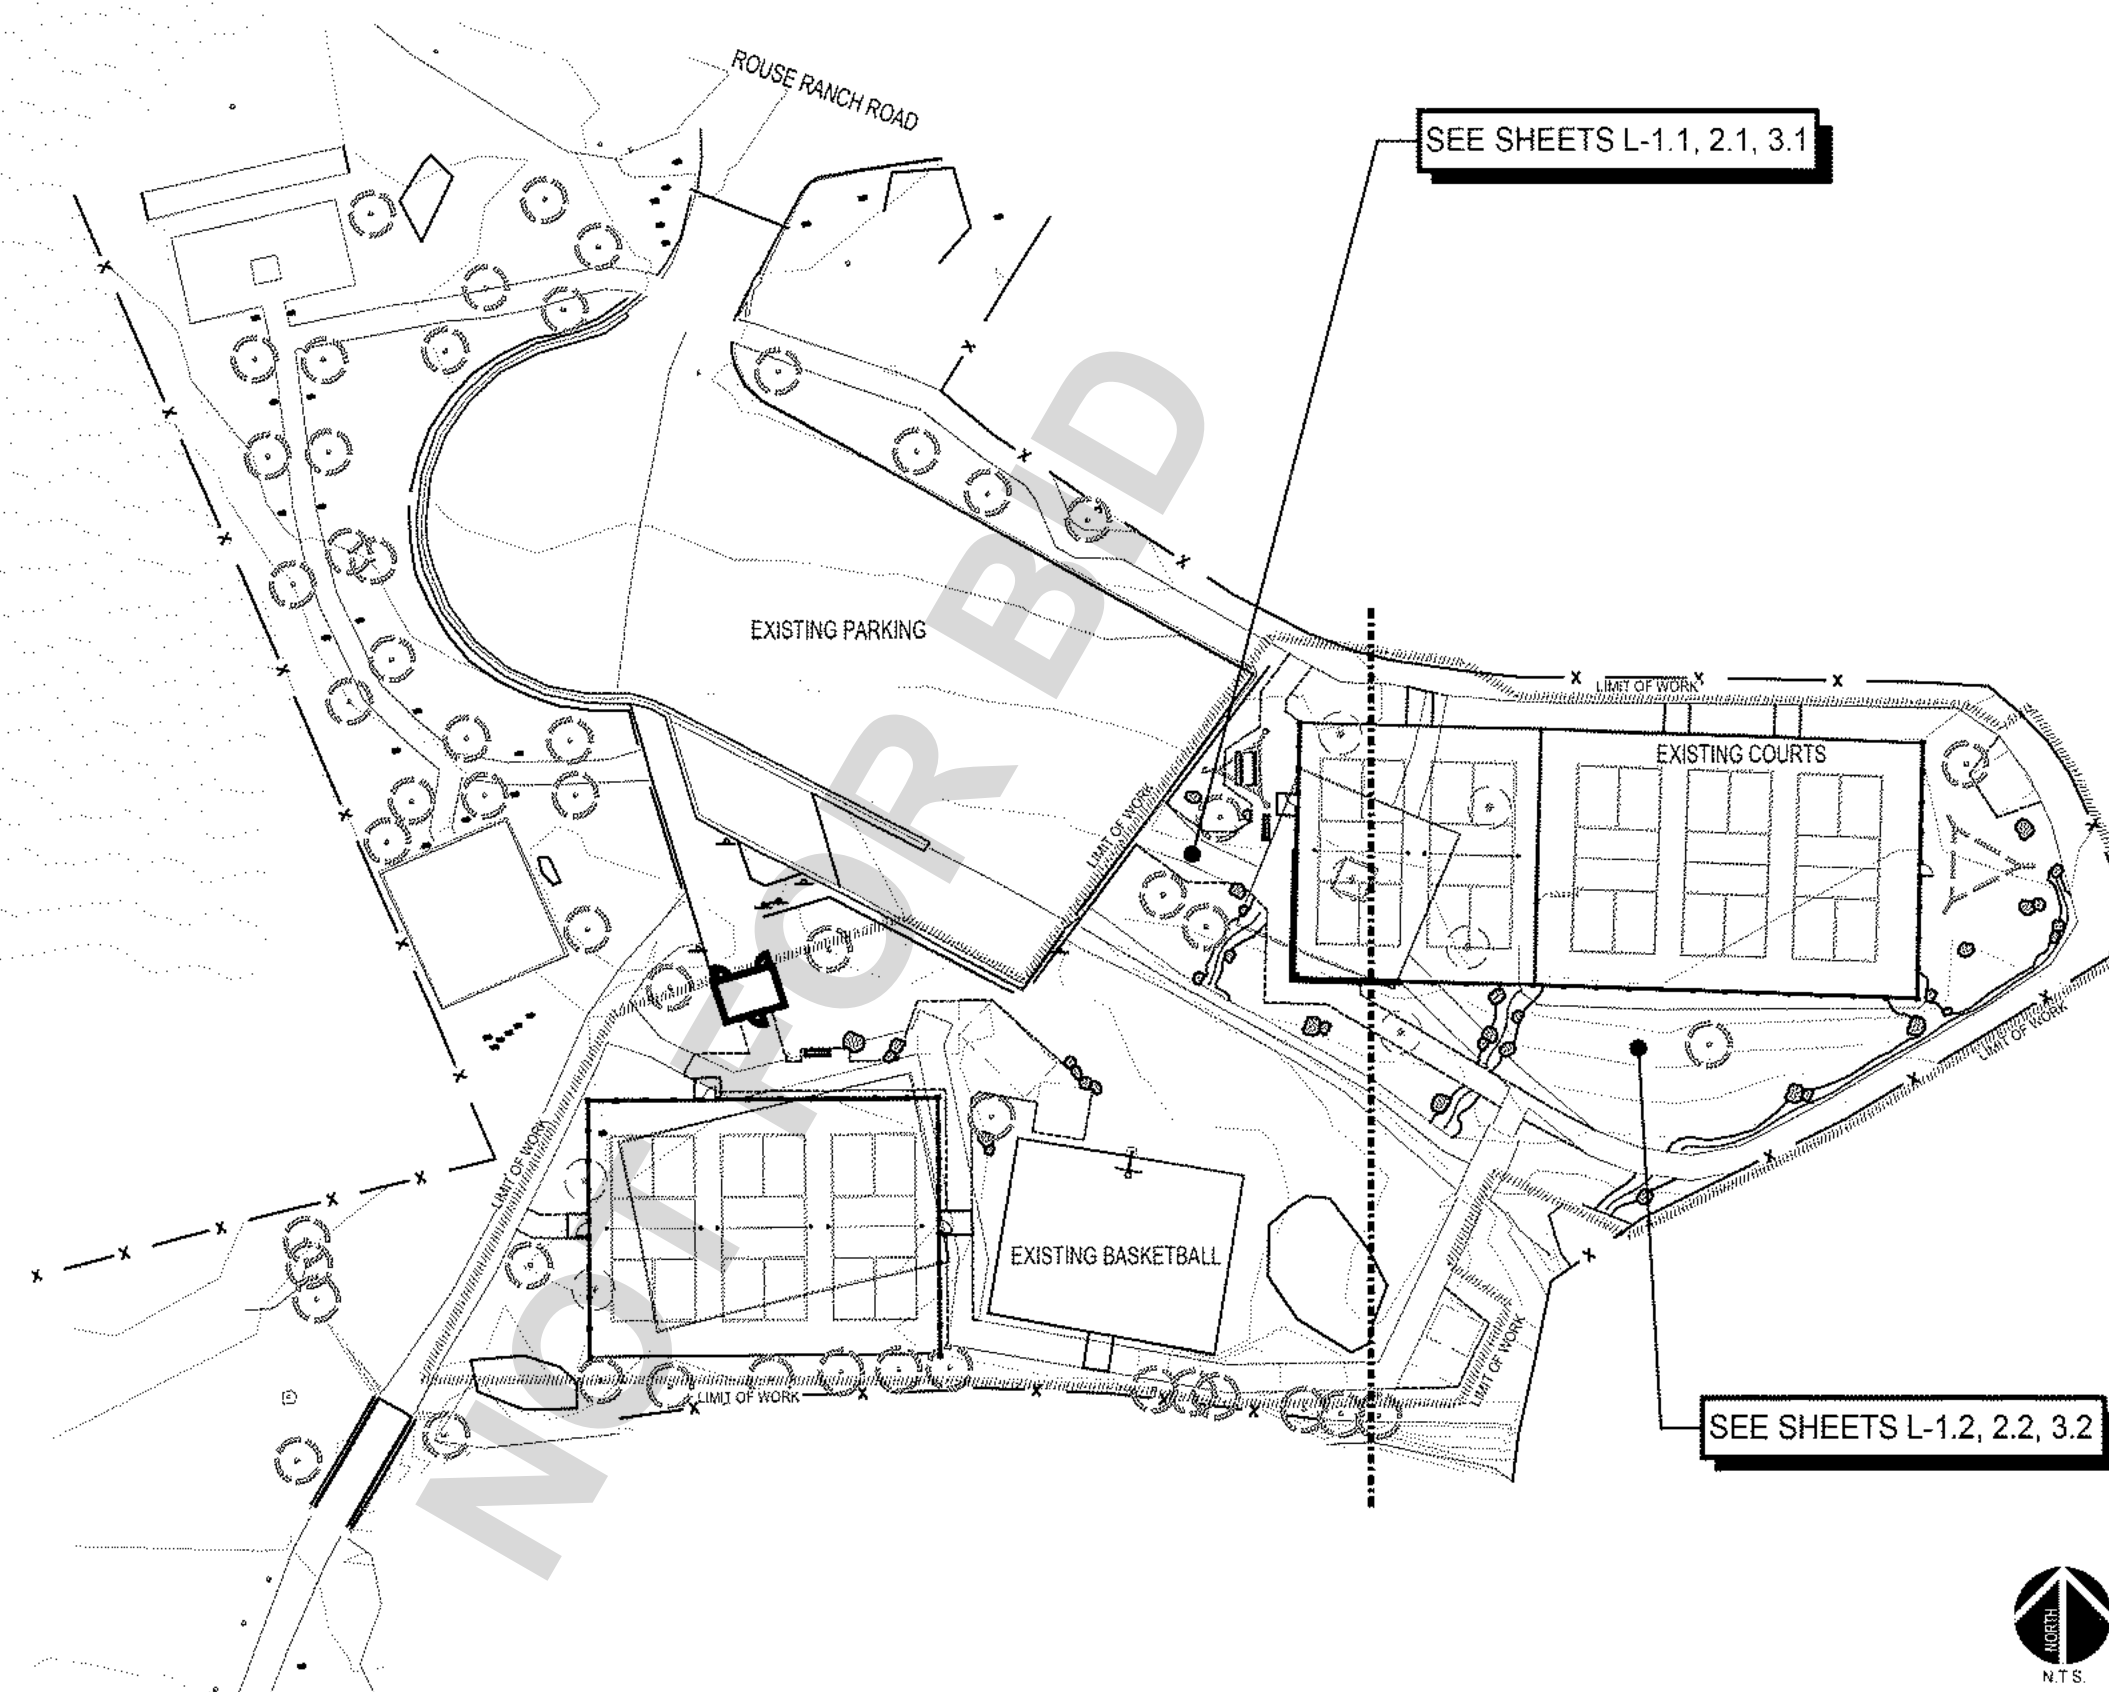 ROUSE RANCH ROAD
SEE SHEETS L-1.1, 2.1, 3.1
EXISTING PARKING
LIMIT OF WORK
EXISTING COURTS
LIMIT OF WORK
LIMIT OF WORK
LIMIT OF WORK
EXISTING BASKETBALL
LIMIT OF WORK
LIMIT OF WORK
SEE SHEETS L-1.2, 2.2, 3.2
NOT FOR BID
NORTH
N.T.S.